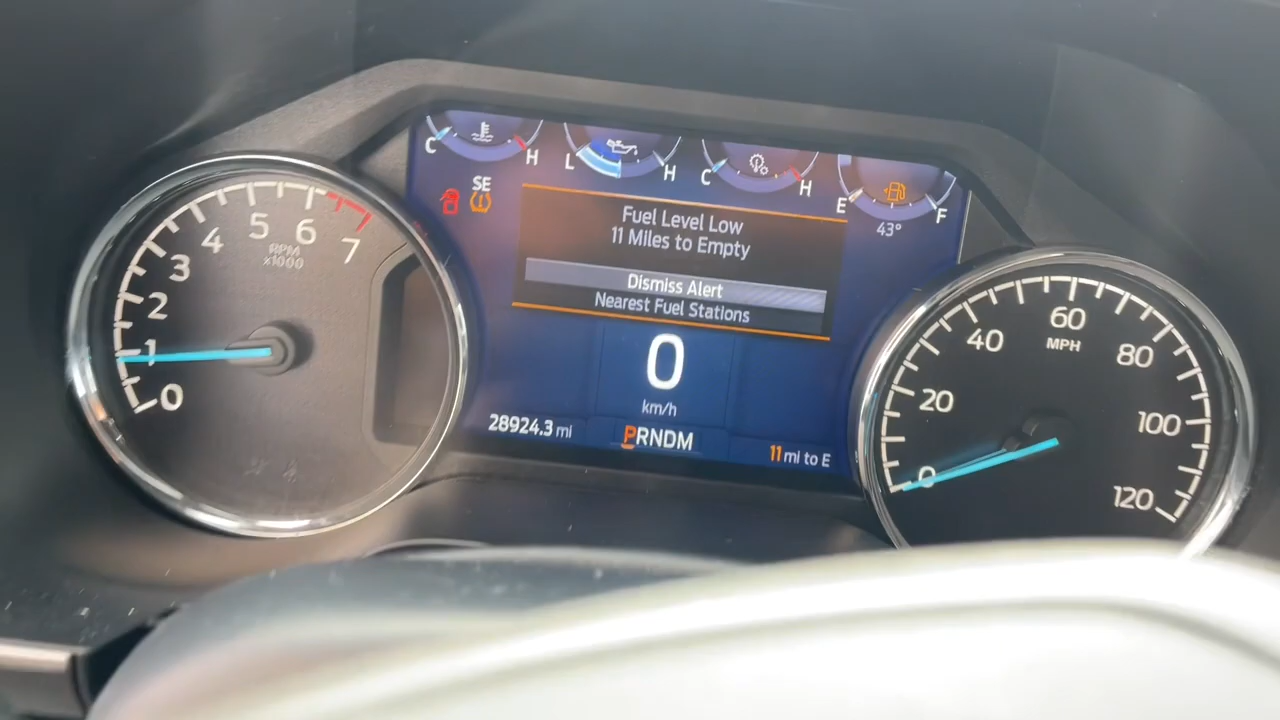 C H
L H
C H
E F
43°
SE
Fuel Level Low
11 Miles to Empty
Dismiss Alert
Nearest Fuel Stations
0
km/h
28924.3 mi
PRNDM
11 mi to E
0
1
2
3
4
5
6
7
RPM
x1000
0
20
40
60
80
100
120
MPH